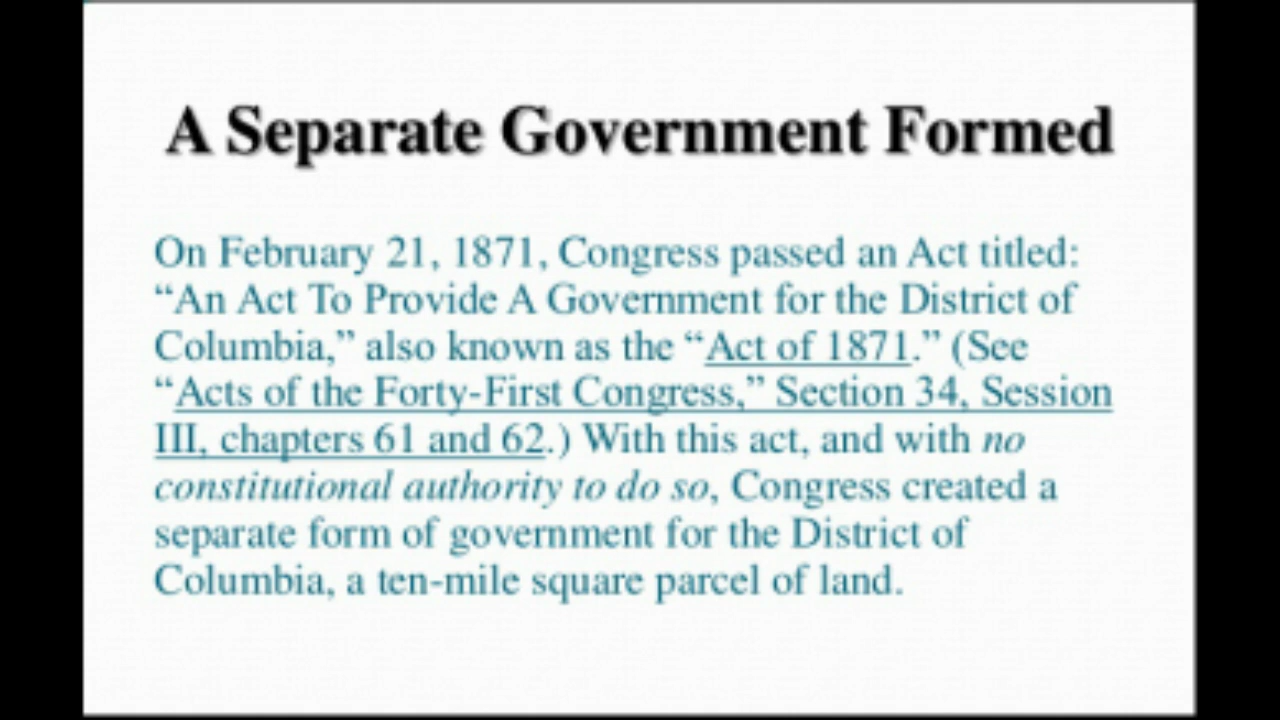 A Separate Government Formed
On February 21, 1871, Congress passed an Act titled:
“An Act To Provide A Government for the District of
Columbia,” also known as the “Act of 1871.” (See
“Acts of the Forty-First Congress,” Section 34, Session
III, chapters 61 and 62.) With this act, and with no
constitutional authority to do so, Congress created a
separate form of government for the District of
Columbia, a ten-mile square parcel of land.